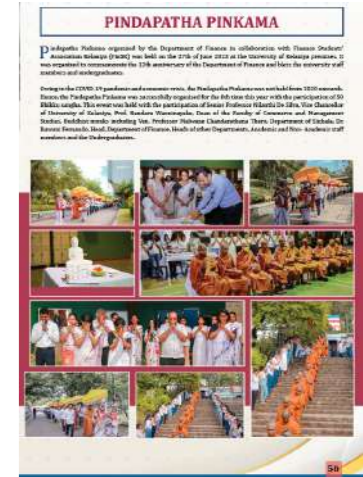 PINDAPATHA PINKAMA
Pindapatha Pinkama organized by the Department of Finance in collaboration with Finance Students'
Association Kelaniya was held on the 27th of June 2023 at the University of Kelaniya premises. It
was organized to commemorate the anniversary of the Department of Finance and bless the university staff
members and undergraduates.
Owing to the COVID-19 pandemic and economic crisis, the Pindapatha Pinkama was not held from 2020 onwards.
Hence, the Pindapatha Pinkama was successfully organized for the 6th time this year with the participation of 50
Bhikku sangha. This event was held with the participation of Senior Professor Nilanthi De Silva, Vice Chancellor
of University of Kelaniya, Prof. Bandara Wanninayake, Dean of the Faculty of Commerce and Management
Studies, Buddhist monks including Ven. Professor Chandarathana Thero, Department of Sinhala, Dr.
Fernando, Head, Department of Finance, Heads of other Departments, Academic and Non- Academic staff
members and the Undergraduates.
56